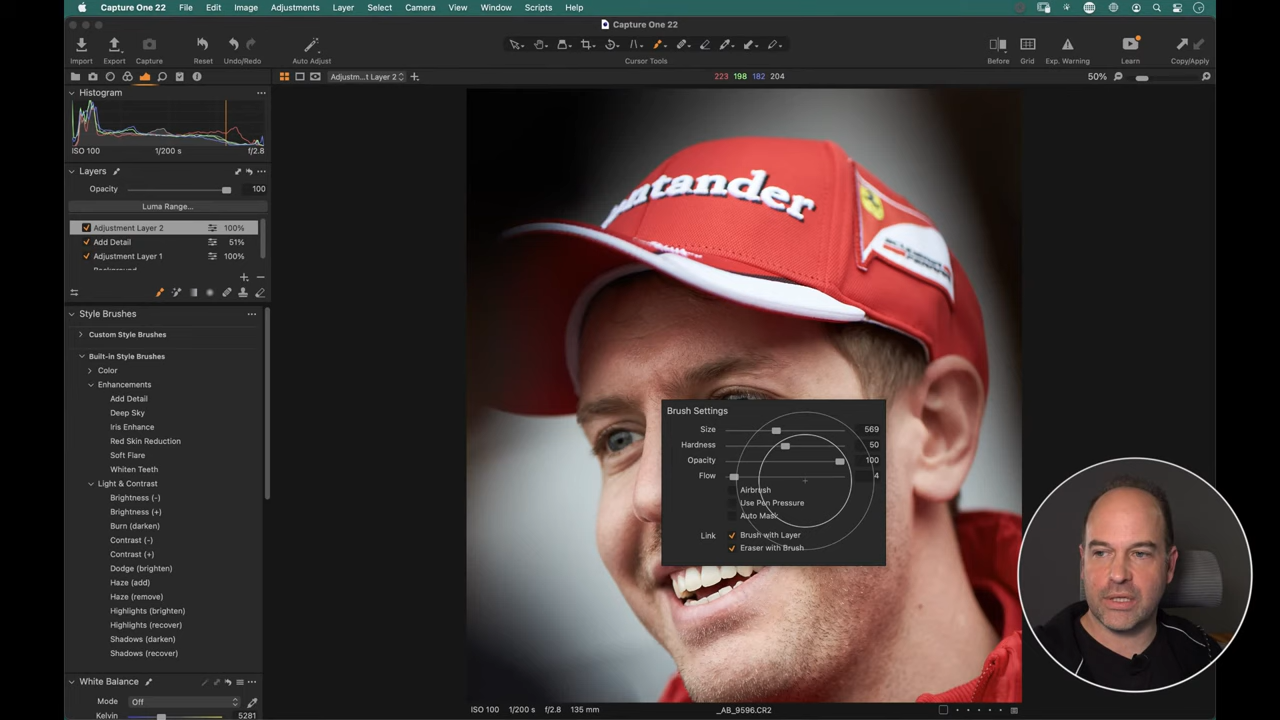 Capture One 22 File Edit Image Adjustments Layer Select Camera View Window Scripts Help
Capture One 22
Import Export Capture Reset Undo/Redo Auto Adjust Cursor Tools Before Grid Exp. Warning Learn Copy/Apply
Adjustm...t Layer 2
223 198 182 204
50%
Histogram
ISO 100 1/200 s f/2.8
Layers
Opacity 100
Luma Range...
Adjustment Layer 2 100%
Add Detail 51%
Adjustment Layer 1 100%
Background
Style Brushes
Custom Style Brushes
Built-in Style Brushes
Color
Enhancements
Add Detail
Deep Sky
Iris Enhance
Red Skin Reduction
Soft Flare
Whiten Teeth
Light & Contrast
Brightness (-)
Brightness (+)
Burn (darken)
Contrast (-)
Contrast (+)
Dodge (brighten)
Haze (add)
Haze (remove)
Highlights (brighten)
Highlights (recover)
Shadows (darken)
Shadows (recover)
White Balance
Mode Off
Kelvin 5281
antander
Brush Settings
Size 569
Hardness 50
Opacity 100
Flow 4
Airbrush
Use Pen Pressure
Auto Mask
Link Brush with Layer
Eraser with Brush
ISO 100 1/200 s f/2.8 135 mm _AB_9596.CR2